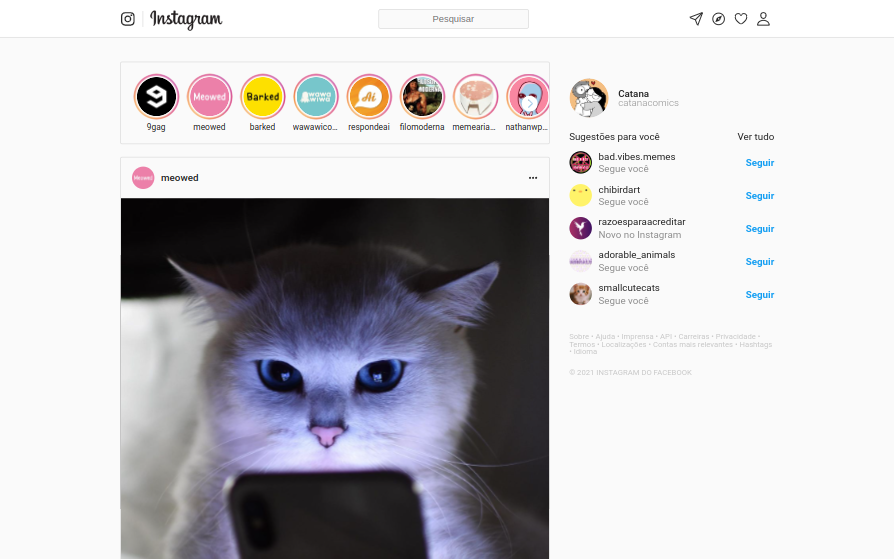 Instagram
Pesquisar
Meowed
Barked
wawa
wiwa
Ai
9gag
meowed
barked
wawawico...
respondeai
filomoderna
memearia...
nathanwp...
Meowed
meowed
Catana
catanacomics
Sugestões para você
Ver tudo
bad.vibes.memes
Segue você
Seguir
chibirdart
Segue você
Seguir
razoesparaacreditar
Novo no Instagram
Seguir
adorable_animals
Segue você
Seguir
smallcutecats
Segue você
Seguir
Sobre • Ajuda • Imprensa • API • Carreiras • Privacidade •
Termos • Localizações • Contas mais relevantes • Hashtags
• Idioma
© 2021 INSTAGRAM DO FACEBOOK